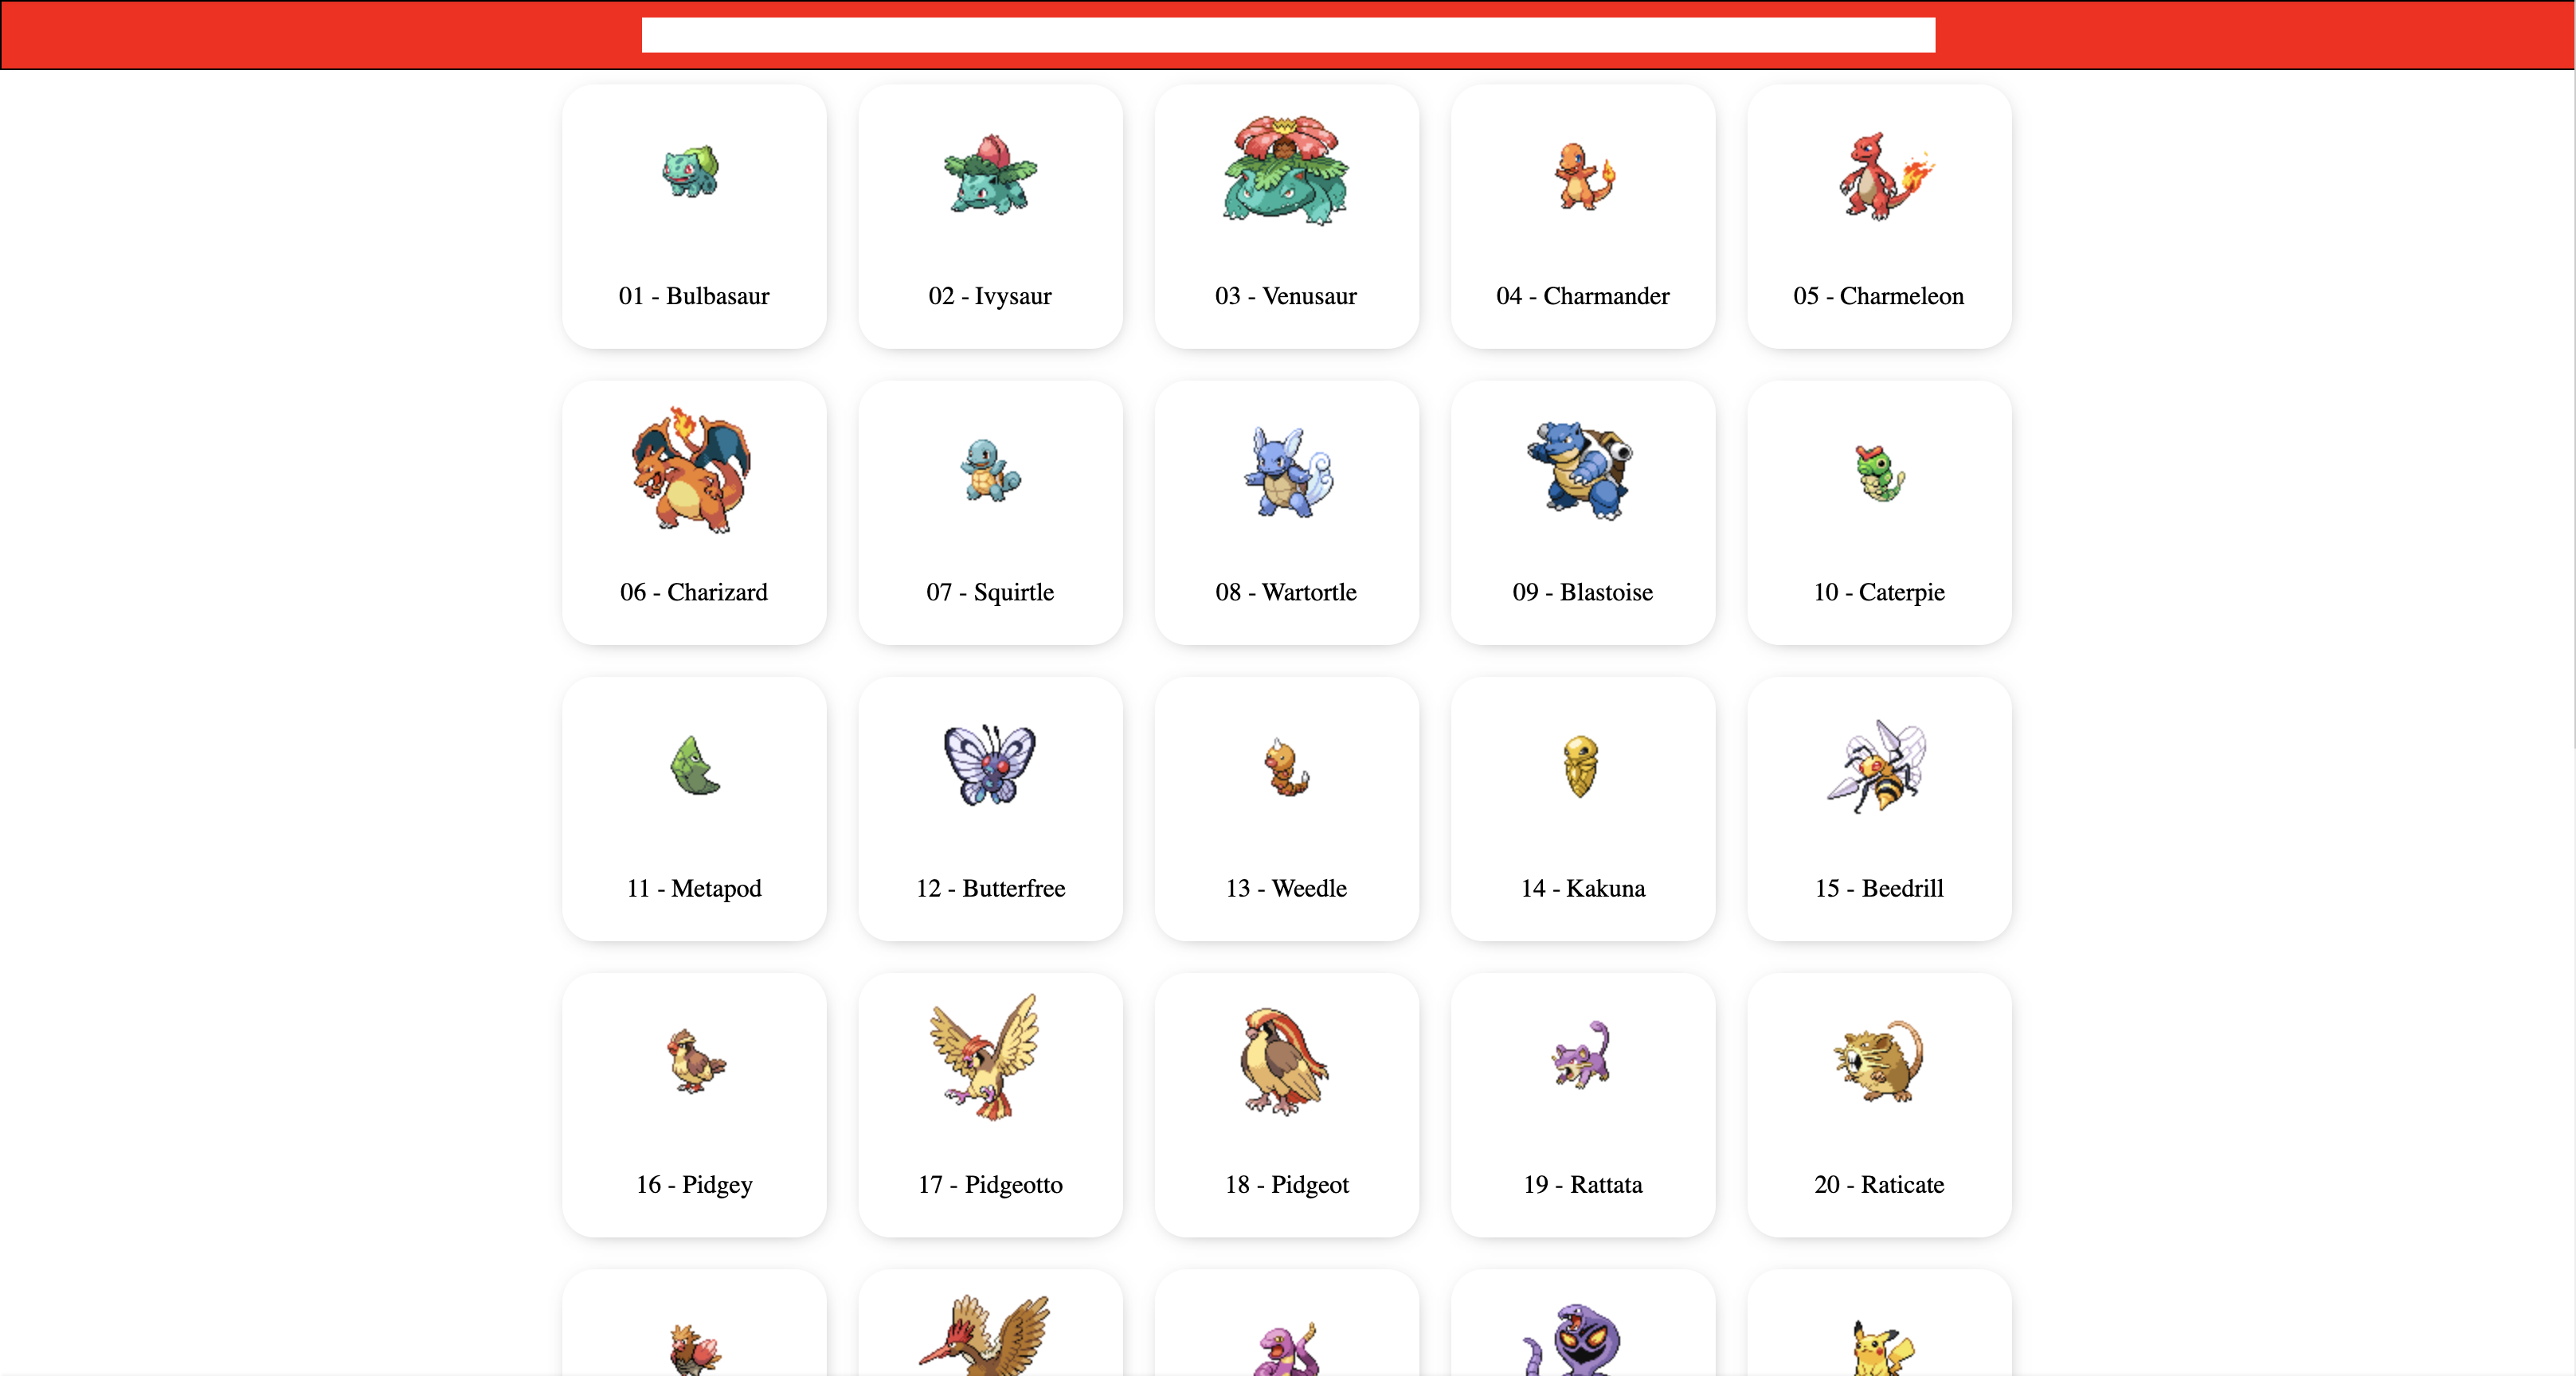 01 - Bulbasaur
02 - Ivysaur
03 - Venusaur
04 - Charmander
05 - Charmeleon
06 - Charizard
07 - Squirtle
08 - Wartortle
09 - Blastoise
10 - Caterpie
11 - Metapod
12 - Butterfree
13 - Weedle
14 - Kakuna
15 - Beedrill
16 - Pidgey
17 - Pidgeotto
18 - Pidgeot
19 - Rattata
20 - Raticate